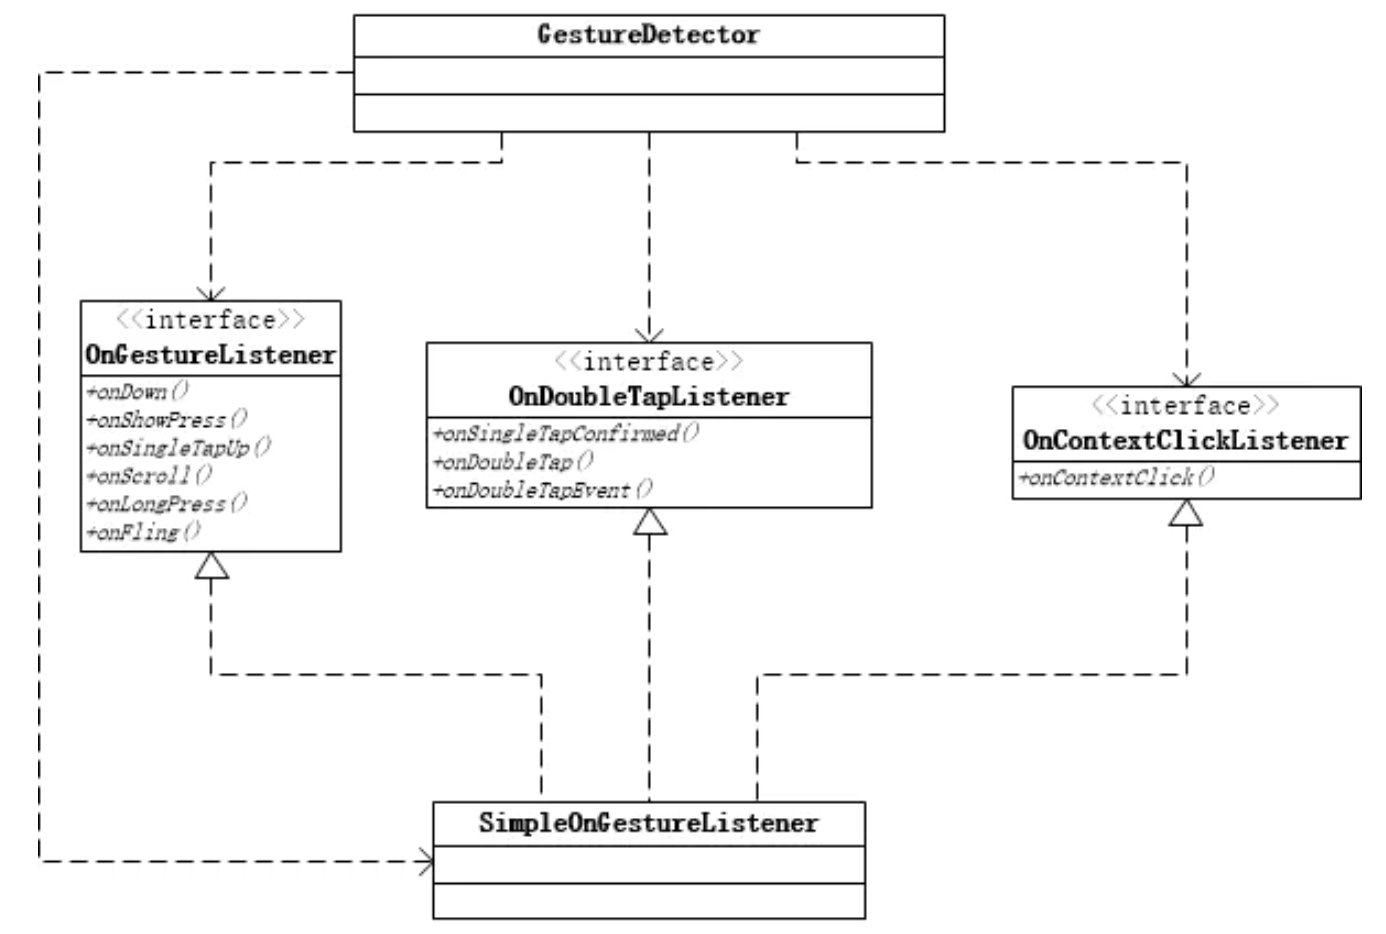 GestureDetector
<<interface>>
OnGestureListener
+onDown()
+onShowPress()
+onSingleTapUp()
+onScroll()
+onLongPress()
+onFling()
<<interface>>
OnDoubleTapListener
+onSingleTapConfirmed()
+onDoubleTap()
+onDoubleTapEvent()
<<interface>>
OnContextClickListener
+onContextClick()
SimpleOnGestureListener